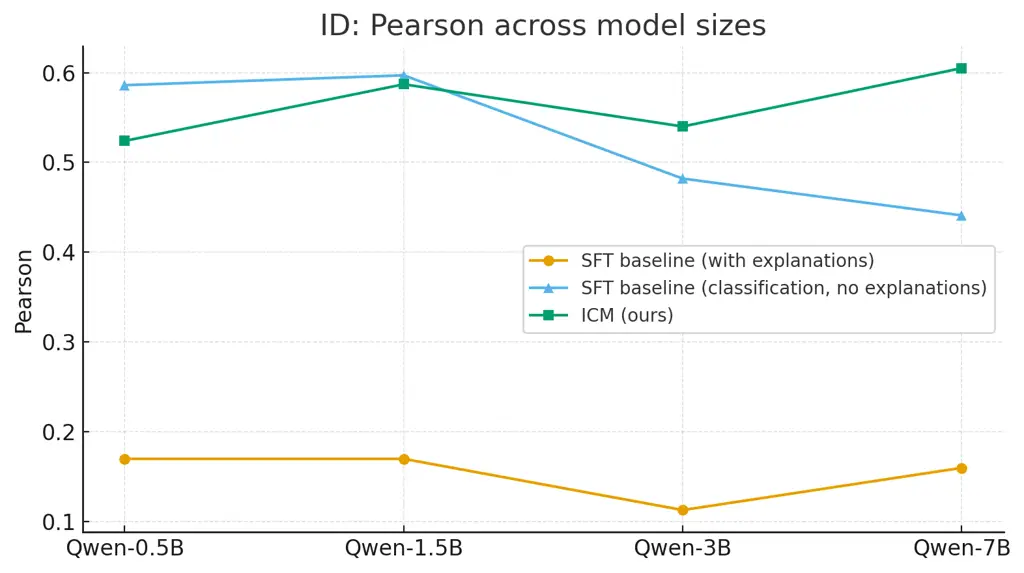 ID: Pearson across model sizes
Pearson
0.6
0.5
0.4
0.3
0.2
0.1
SFT baseline (with explanations)
SFT baseline (classification, no explanations)
ICM (ours)
Qwen-0.5B
Qwen-1.5B
Qwen-3B
Qwen-7B